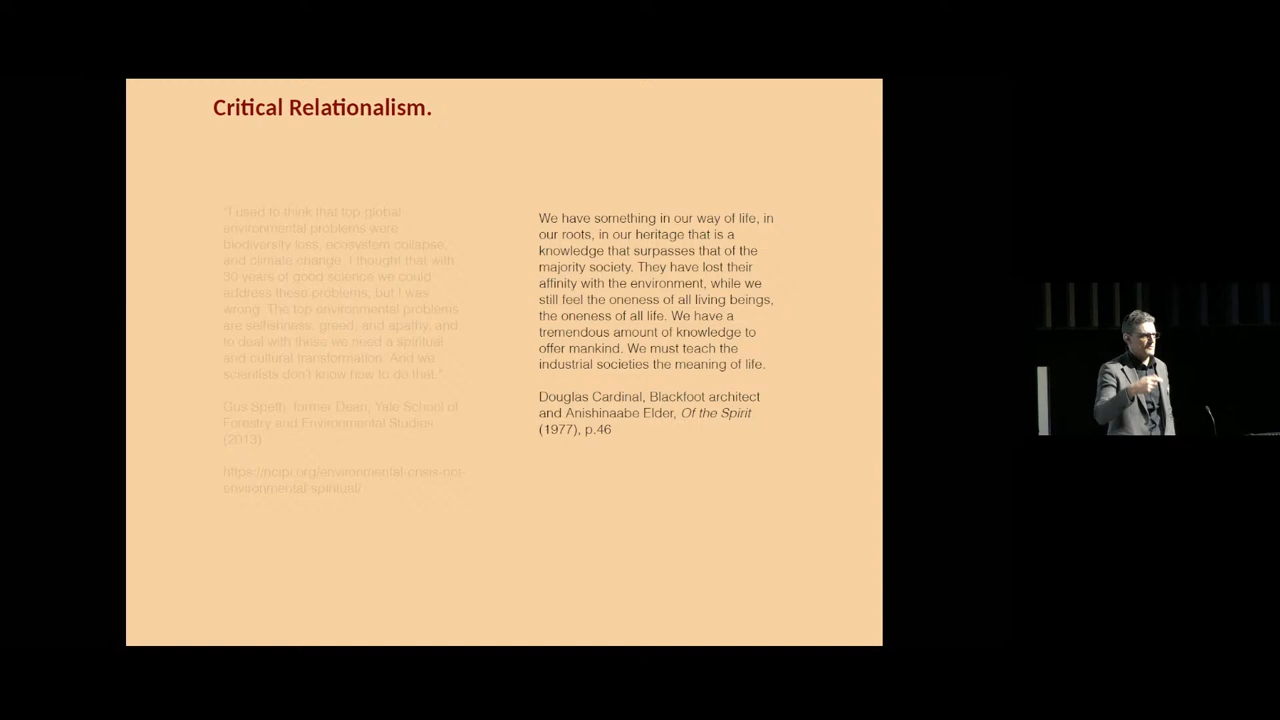 Critical Relationalism.
"I used to think that top global
environmental problems were
biodiversity loss, ecosystem collapse,
and climate change. I thought that with
30 years of good science we could
address these problems, but I was
wrong. The top environmental problems
are selfishness, greed, and apathy, and
to deal with these we need a spiritual
and cultural transformation. And we
scientists don't know how to do that."
Gus Speth, former Dean, Yale School of
Forestry and Environmental Studies
(2013)
https://ncipl.org/environmental-crisis-not-
environmental-spiritual/
We have something in our way of life, in
our roots, in our heritage that is a
knowledge that surpasses that of the
majority society. They have lost their
affinity with the environment, while we
still feel the oneness of all living beings,
the oneness of all life. We have a
tremendous amount of knowledge to
offer mankind. We must teach the
industrial societies the meaning of life.
Douglas Cardinal, Blackfoot architect
and Anishinaabe Elder, Of the Spirit
(1977), p.46